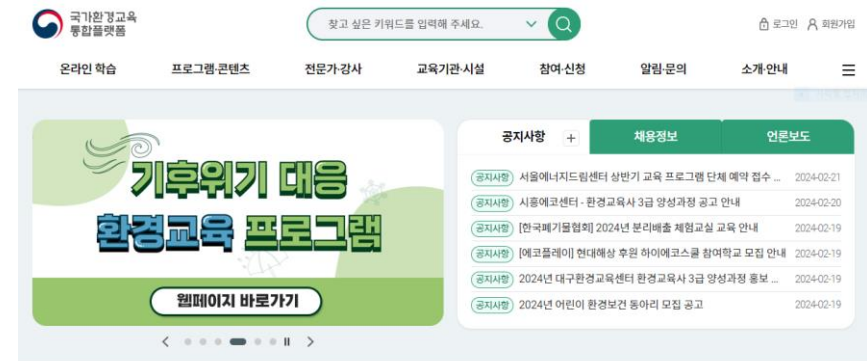 국가환경교육
통합플랫폼
찾고 싶은 키워드를 입력해 주세요.
로그인 회원가입
온라인 학습 프로그램·콘텐츠 전문가·강사 교육기관·시설 참여·신청 알림·문의 소개·안내
기후위기 대응
환경교육 프로그램
웹페이지 바로가기
공지사항 + 채용정보 언론보도
공지사항 서울에너지드림센터 상반기 교육 프로그램 단체 예약 접수 ... 2024-02-21
공지사항 시흥에코센터 - 환경교육사 3급 양성과정 공고 안내 2024-02-20
공지사항 [한국폐기물협회] 2024년 분리배출 체험교실 교육 안내 2024-02-19
공지사항 [에코플레이] 현대해상 후원 하이에코스쿨 참여학교 모집 안내 2024-02-19
공지사항 2024년 대구환경교육센터 환경교육사 3급 양성과정 홍보 ... 2024-02-19
공지사항 2024년 어린이 환경보건 동아리 모집 공고 2024-02-19